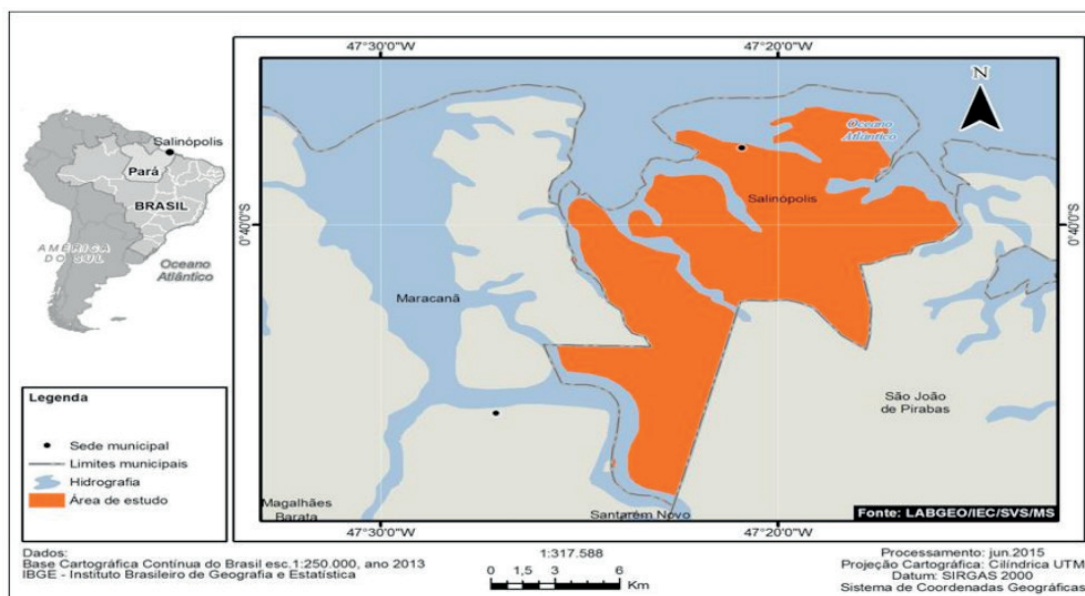 47°30'0"W 47°20'0"W
N
Oceano
Atlântico
Salinópolis
Pará
BRASIL
AMÉRICA
DO SUL
Oceano
Atlântico
Salinópolis
0°40'0"S 0°40'0"S
Maracanã
São João
de Pirabas
Magalhães
Barata
Santarém Novo
Fonte: LABGEO/IEC/SVS/MS
47°30'0"W 47°20'0"W
Legenda
Sede municipal
Limites municipais
Hidrografia
Área de estudo
Dados:
Base Cartográfica Contínua do Brasil esc.1:250.000, ano 2013
IBGE - Instituto Brasileiro de Geografia e Estatística
1:317.588
0 1,5 3 6
Km
Processamento: jun.2015
Projeção Cartográfica: Cilíndrica UTM
Datum: SIRGAS 2000
Sistema de Coordenadas Geográficas